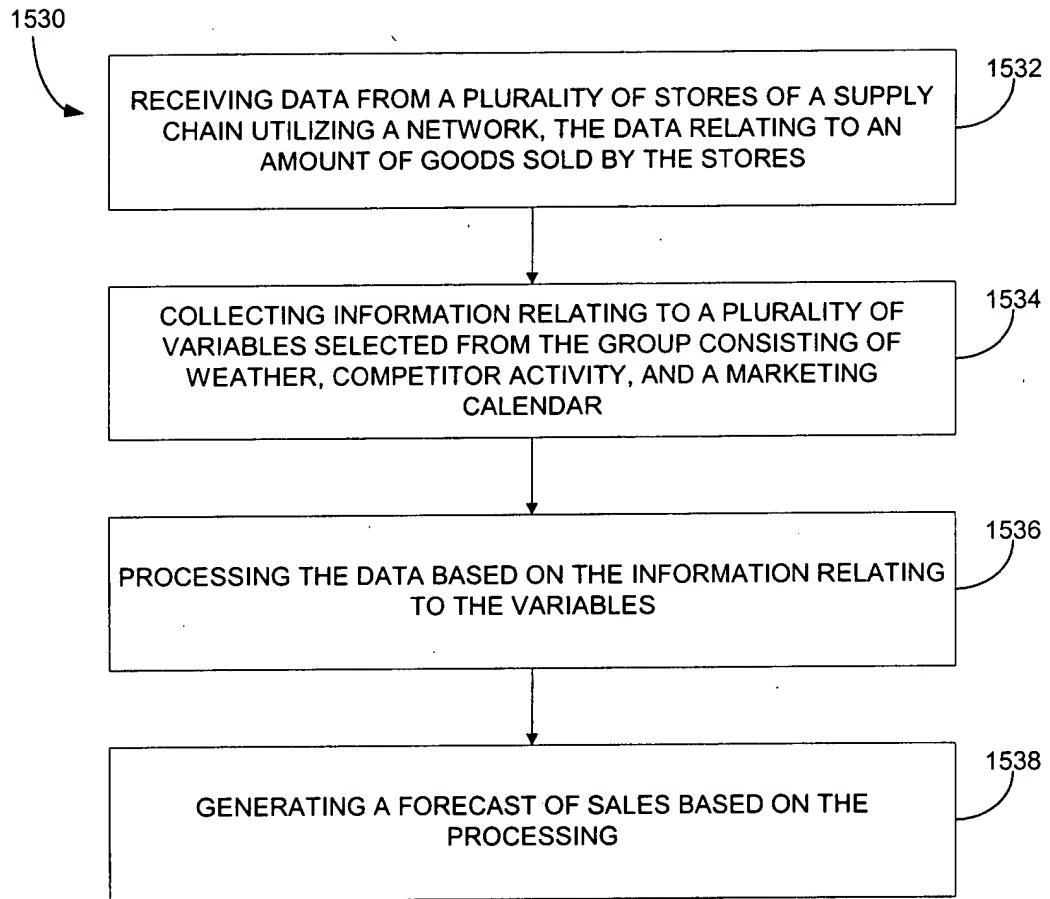 1530
1532
RECEIVING DATA FROM A PLURALITY OF STORES OF A SUPPLY
CHAIN UTILIZING A NETWORK, THE DATA RELATING TO AN
AMOUNT OF GOODS SOLD BY THE STORES
1534
COLLECTING INFORMATION RELATING TO A PLURALITY OF
VARIABLES SELECTED FROM THE GROUP CONSISTING OF
WEATHER, COMPETITOR ACTIVITY, AND A MARKETING
CALENDAR
1536
PROCESSING THE DATA BASED ON THE INFORMATION RELATING
TO THE VARIABLES
1538
GENERATING A FORECAST OF SALES BASED ON THE
PROCESSING